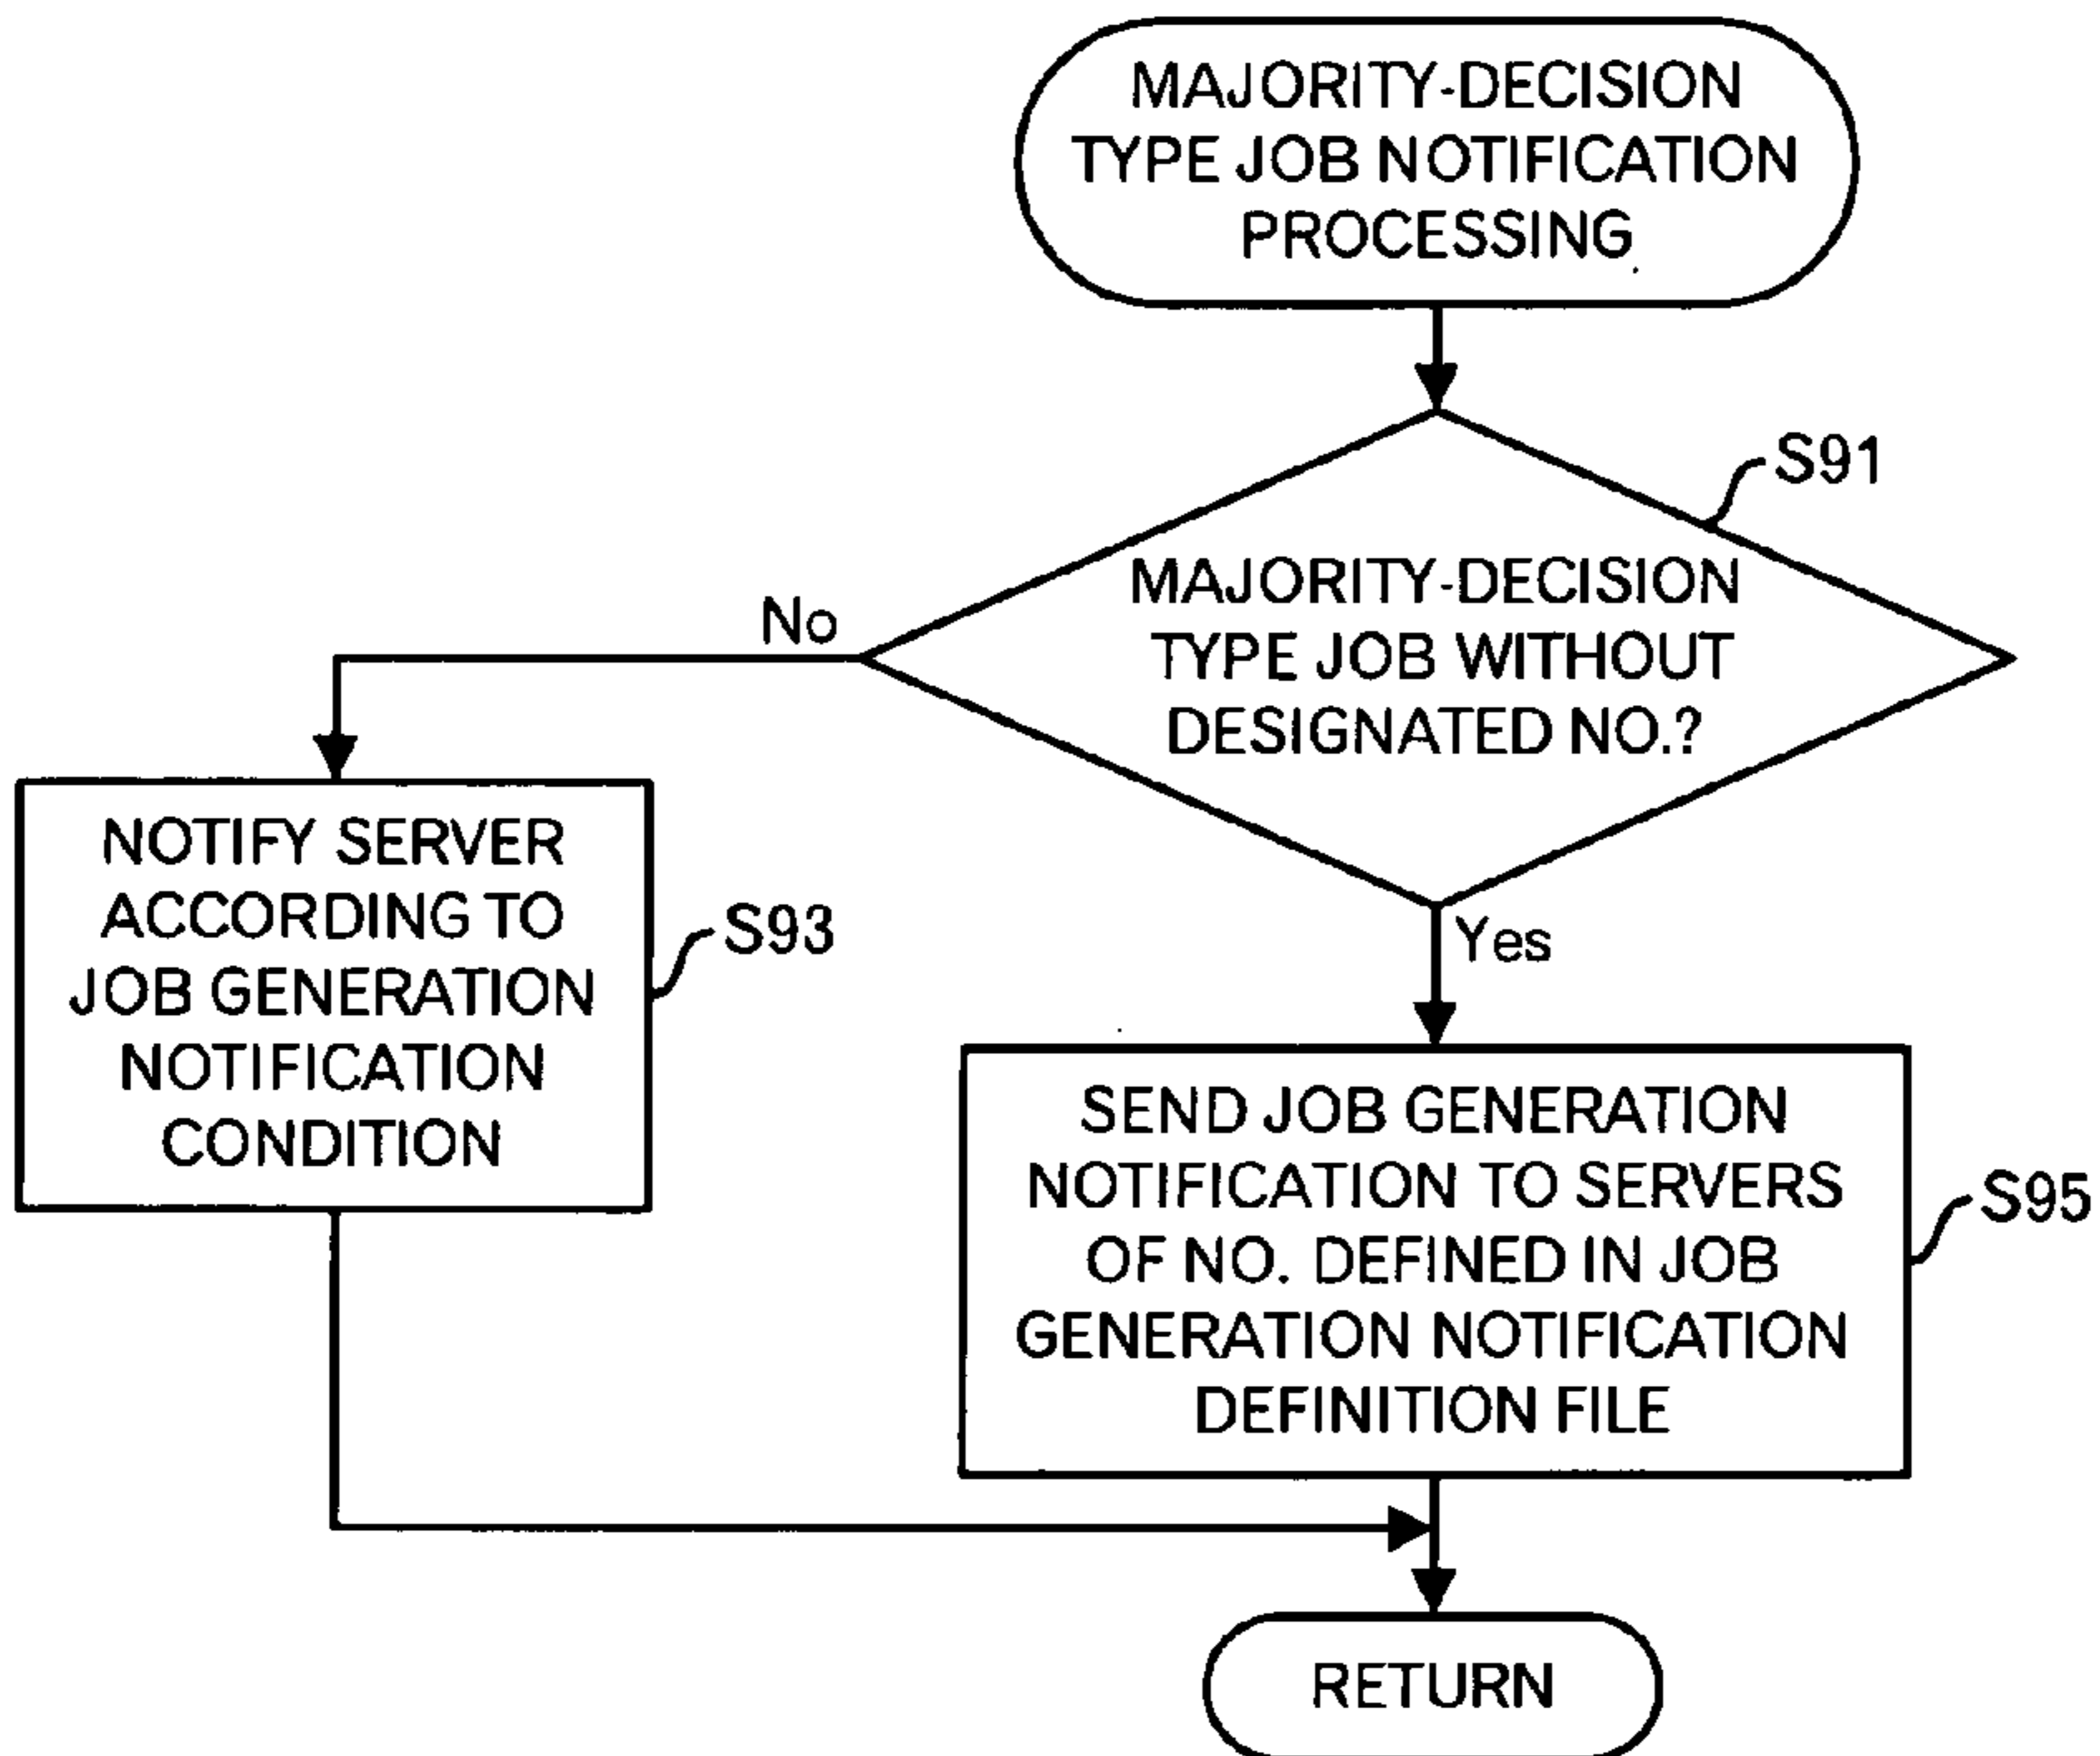 MAJORITY-DECISION
TYPE JOB NOTIFICATION
PROCESSING
S91
MAJORITY-DECISION
TYPE JOB WITHOUT
DESIGNATED NO.?
No
Yes
NOTIFY SERVER
ACCORDING TO
JOB GENERATION
NOTIFICATION
CONDITION
S93
SEND JOB GENERATION
NOTIFICATION TO SERVERS
OF NO. DEFINED IN JOB
GENERATION NOTIFICATION
DEFINITION FILE
S95
RETURN